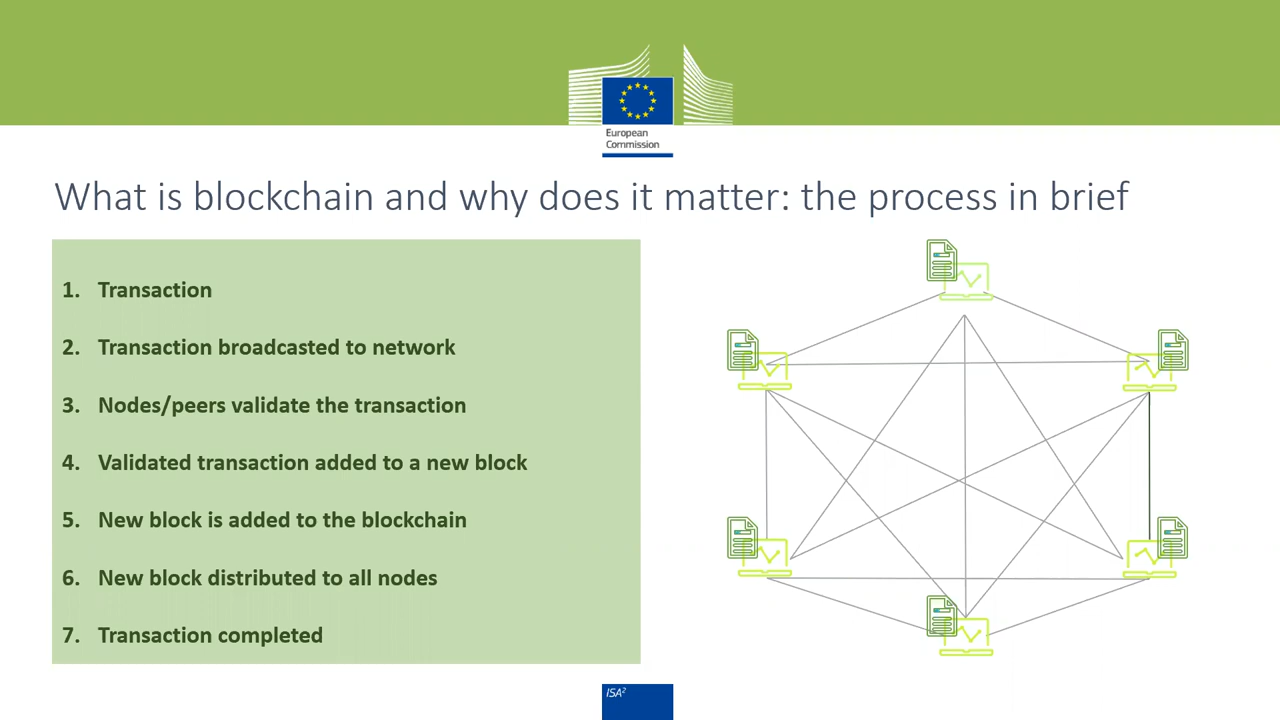 European
Commission
What is blockchain and why does it matter: the process in brief
1. Transaction
2. Transaction broadcasted to network
3. Nodes/peers validate the transaction
4. Validated transaction added to a new block
5. New block is added to the blockchain
6. New block distributed to all nodes
7. Transaction completed
ISA²